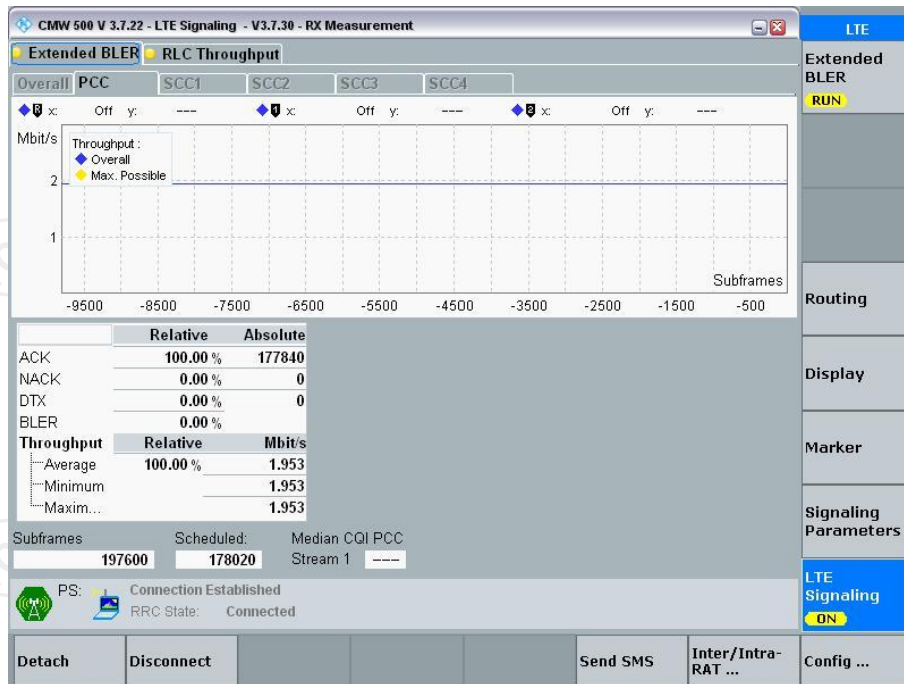 CMW 500 V 3.7.22 - LTE Signaling - V3.7.30 - RX Measurement
LTE
Extended BLER RLC Throughput
Extended
BLER
RUN
Overall PCC SCC1 SCC2 SCC3 SCC4
R x: Off y: --- 1 x: Off y: --- 2 x: Off y: ---
Mbit/s
Throughput :
Overall
Max. Possible
2
1
Subframes
-9500 -8500 -7500 -6500 -5500 -4500 -3500 -2500 -1500 -500
Routing
Relative Absolute
ACK 100.00 % 177840
NACK 0.00 % 0
DTX 0.00 % 0
BLER 0.00 %
Throughput Relative Mbit/s
Average 100.00 % 1.953
Minimum 1.953
Maxim... 1.953
Display
Marker
Signaling
Parameters
Subframes Scheduled: Median CQI PCC
197600 178020 Stream 1 ---
PS: Connection Established
RRC State: Connected
LTE
Signaling
ON
Detach Disconnect Send SMS Inter/Intra-
RAT ... Config ...